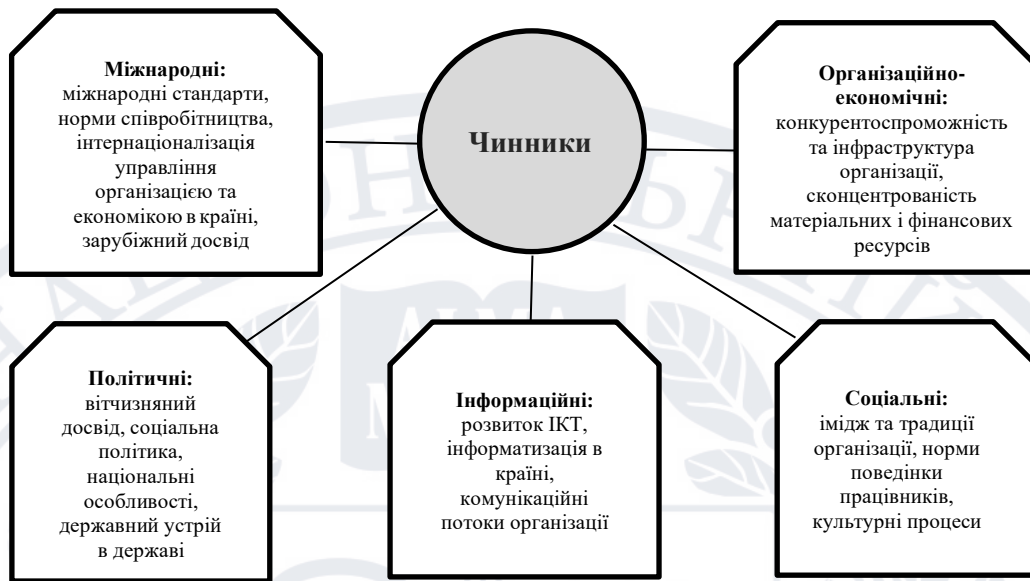 Міжнародні:
міжнародні стандарти,
норми співробітництва,
інтернаціоналізація
управління
організацією та
економікою в країні,
зарубіжний досвід
Чинники
Організаційно-
економічні:
конкурентоспроможність
та інфраструктура
організації,
сконцентрованість
матеріальних і фінансових
ресурсів
Політичні:
вітчизняний
досвід, соціальна
політика,
національні
особливості,
державний устрій
в державі
Інформаційні:
розвиток ІКТ,
інформатизація в
країні,
комунікаційні
потоки організації
Соціальні:
імідж та традиції
організації, норми
поведінки
працівників,
культурні процеси